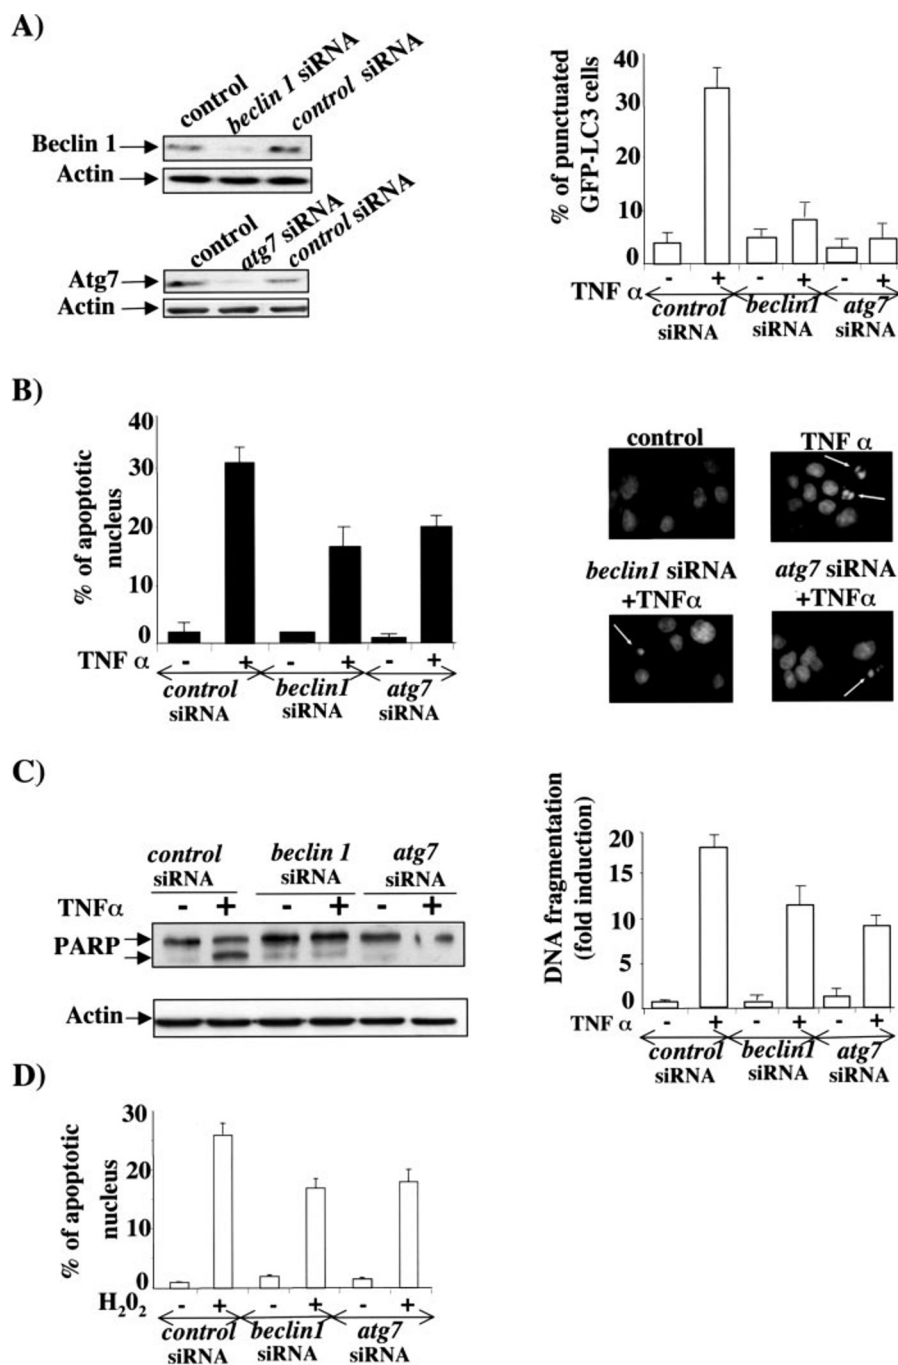 A)
control
beclin 1 siRNA
control siRNA
Beclin 1
Actin
control
atg7 siRNA
control siRNA
Atg7
Actin
% of punctuated
GFP-LC3 cells
40
30
20
10
0
- + - + - +
TNF α
control
siRNA
beclin1
siRNA
atg7
siRNA
B)
% of apoptotic
nucleus
40
30
20
10
0
TNF α - + - + - +
control
siRNA
beclin1
siRNA
atg7
siRNA
control
TNF α
beclin1 siRNA
+TNFα
atg7 siRNA
+TNFα
C)
control
siRNA
beclin 1
siRNA
atg7
siRNA
TNFα - + - + - +
PARP
Actin
DNA fragmentation
(fold induction)
20
15
10
5
0
TNF α - + - + - +
control
siRNA
beclin1
siRNA
atg7
siRNA
D)
% of apoptotic
nucleus
30
20
10
0
H₂0₂ - + - + - +
control
siRNA
beclin1
siRNA
atg7
siRNA